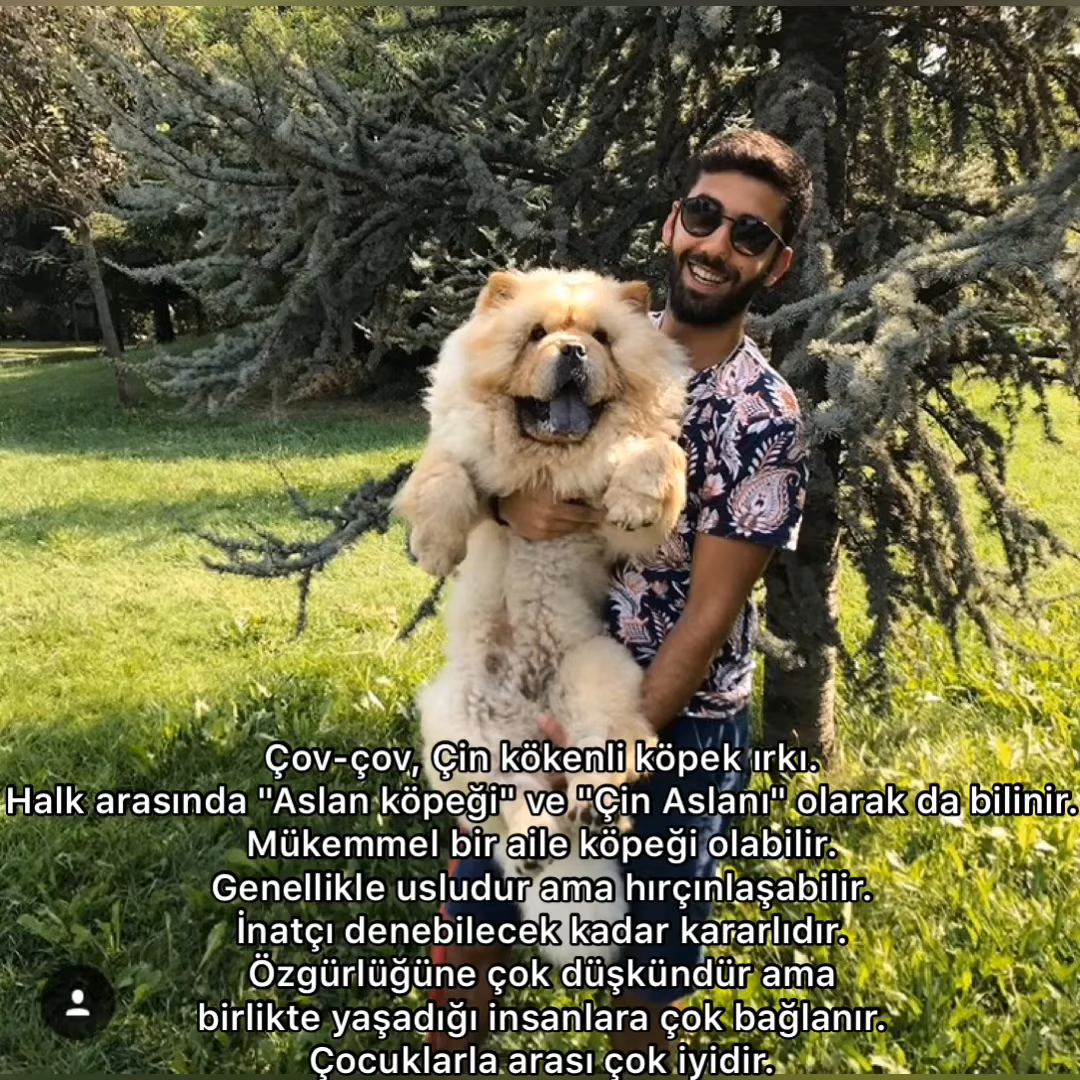 Çov-çov, Çin kökenli köpek ırkı.
Halk arasında "Aslan köpeği" ve "Çin Aslanı" olarak da bilinir.
Mükemmel bir aile köpeği olabilir.
Genellikle usludur ama hırçınlaşabilir.
İnatçı denebilecek kadar kararlıdır.
Özgürlüğüne çok düşkündür ama
birlikte yaşadığı insanlara çok bağlanır.
Çocuklarla arası çok iyidir.